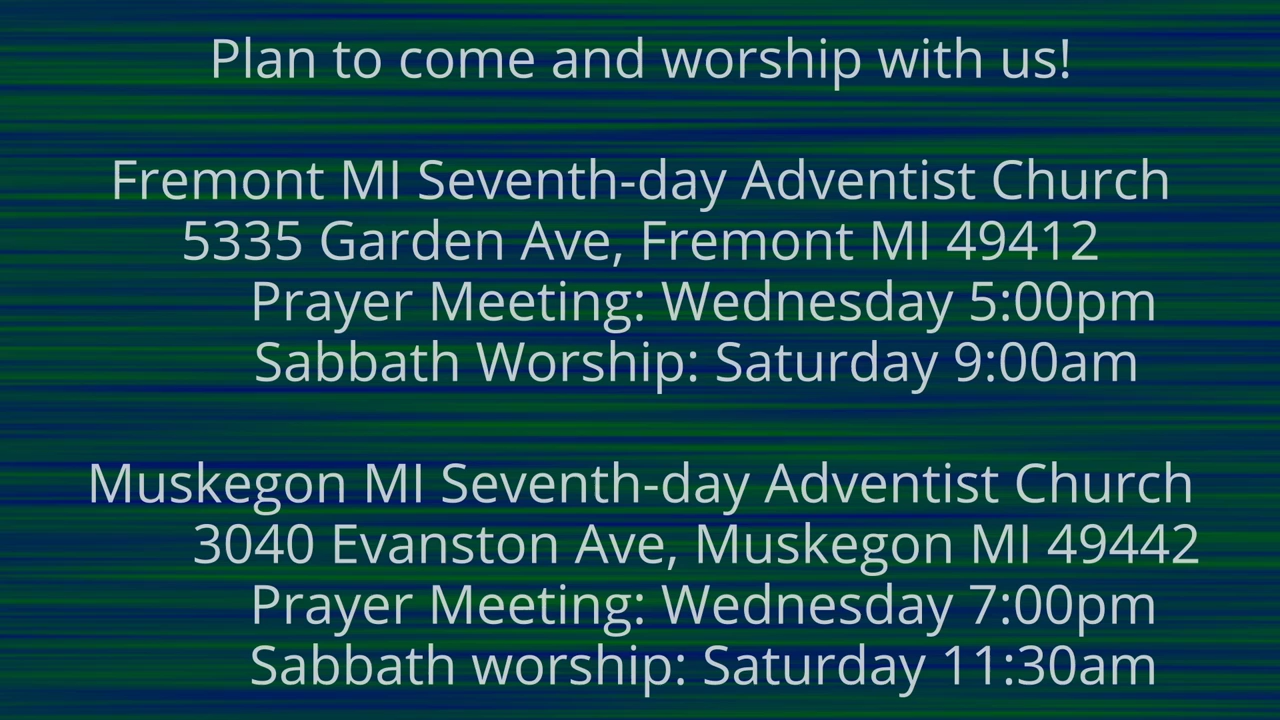 Plan to come and worship with us!
Fremont MI Seventh-day Adventist Church
5335 Garden Ave, Fremont MI 49412
Prayer Meeting: Wednesday 5:00pm
Sabbath Worship: Saturday 9:00am
Muskegon MI Seventh-day Adventist Church
3040 Evanston Ave, Muskegon MI 49442
Prayer Meeting: Wednesday 7:00pm
Sabbath worship: Saturday 11:30am